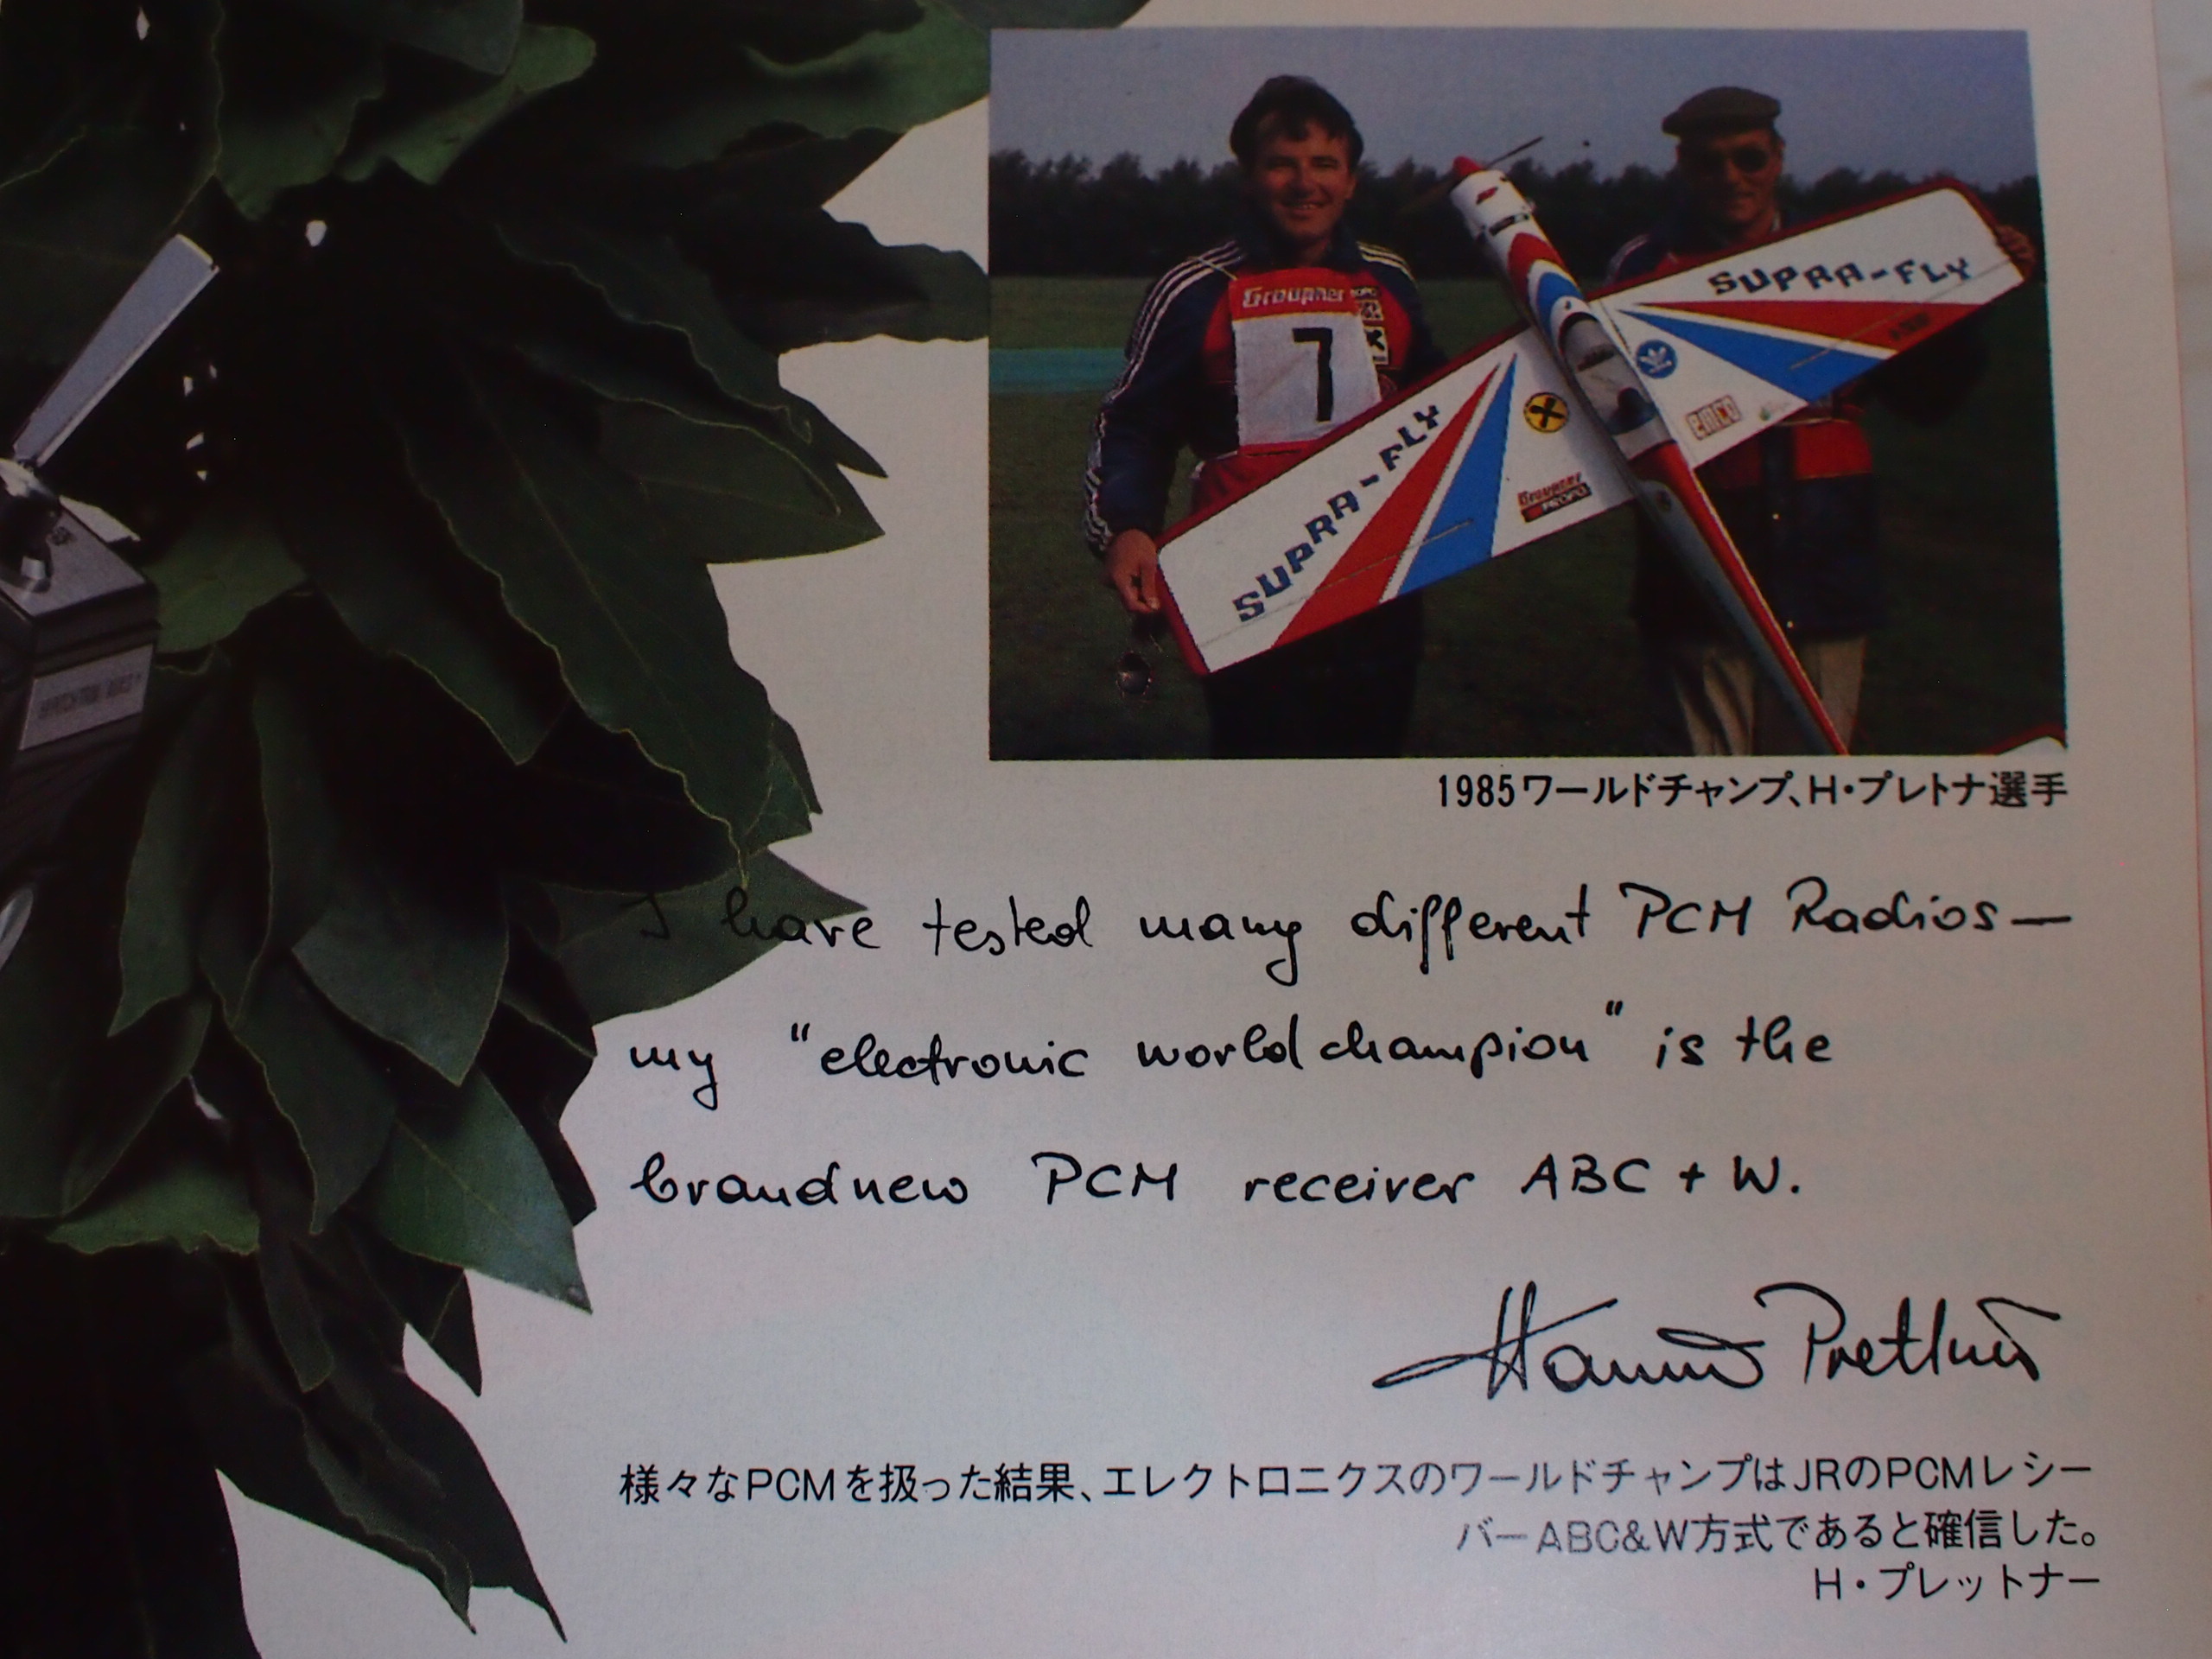 Graupner
7
SUPRA-FLY
SUPRA-FLY
emco
Graupner
1985ワールドチャンプ、H・プレトナ選手
I have tested many different PCM Radios—
my "electronic world champion" is the
brandnew PCM receiver ABC + W.
Hanno Prettner
様々なPCMを扱った結果、エレクトロニクスのワールドチャンプはJRのPCMレシー
バーABC&W方式であると確信した。
H・プレットナー